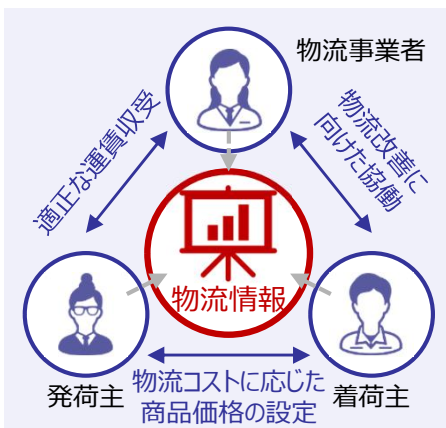 物流事業者
適正な運賃収受
物流改善に
向けた協働
物流情報
発荷主
物流コストに応じた
商品価格の設定
着荷主